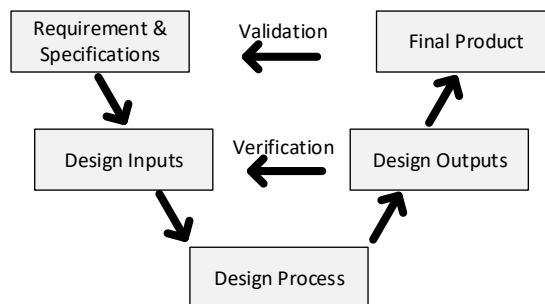 Requirement &
Specifications
Validation
Final Product
Design Inputs
Verification
Design Outputs
Design Process